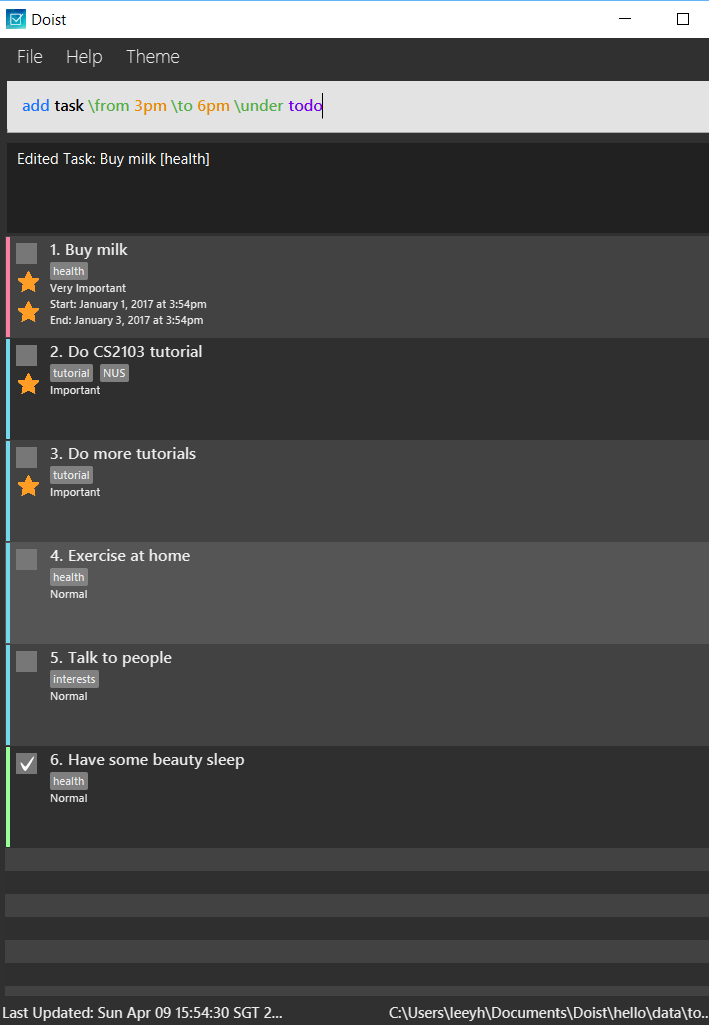 Doist
File Help Theme
add task \from 3pm \to 6pm \under todo
Edited Task: Buy milk [health]
1. Buy milk
health
Very Important
Start: January 1, 2017 at 3:54pm
End: January 3, 2017 at 3:54pm
2. Do CS2103 tutorial
tutorial NUS
Important
3. Do more tutorials
tutorial
Important
4. Exercise at home
health
Normal
5. Talk to people
interests
Normal
6. Have some beauty sleep
health
Normal
Last Updated: Sun Apr 09 15:54:30 SGT 2... C:\Users\leeyh\Documents\Doist\hello\data\to...